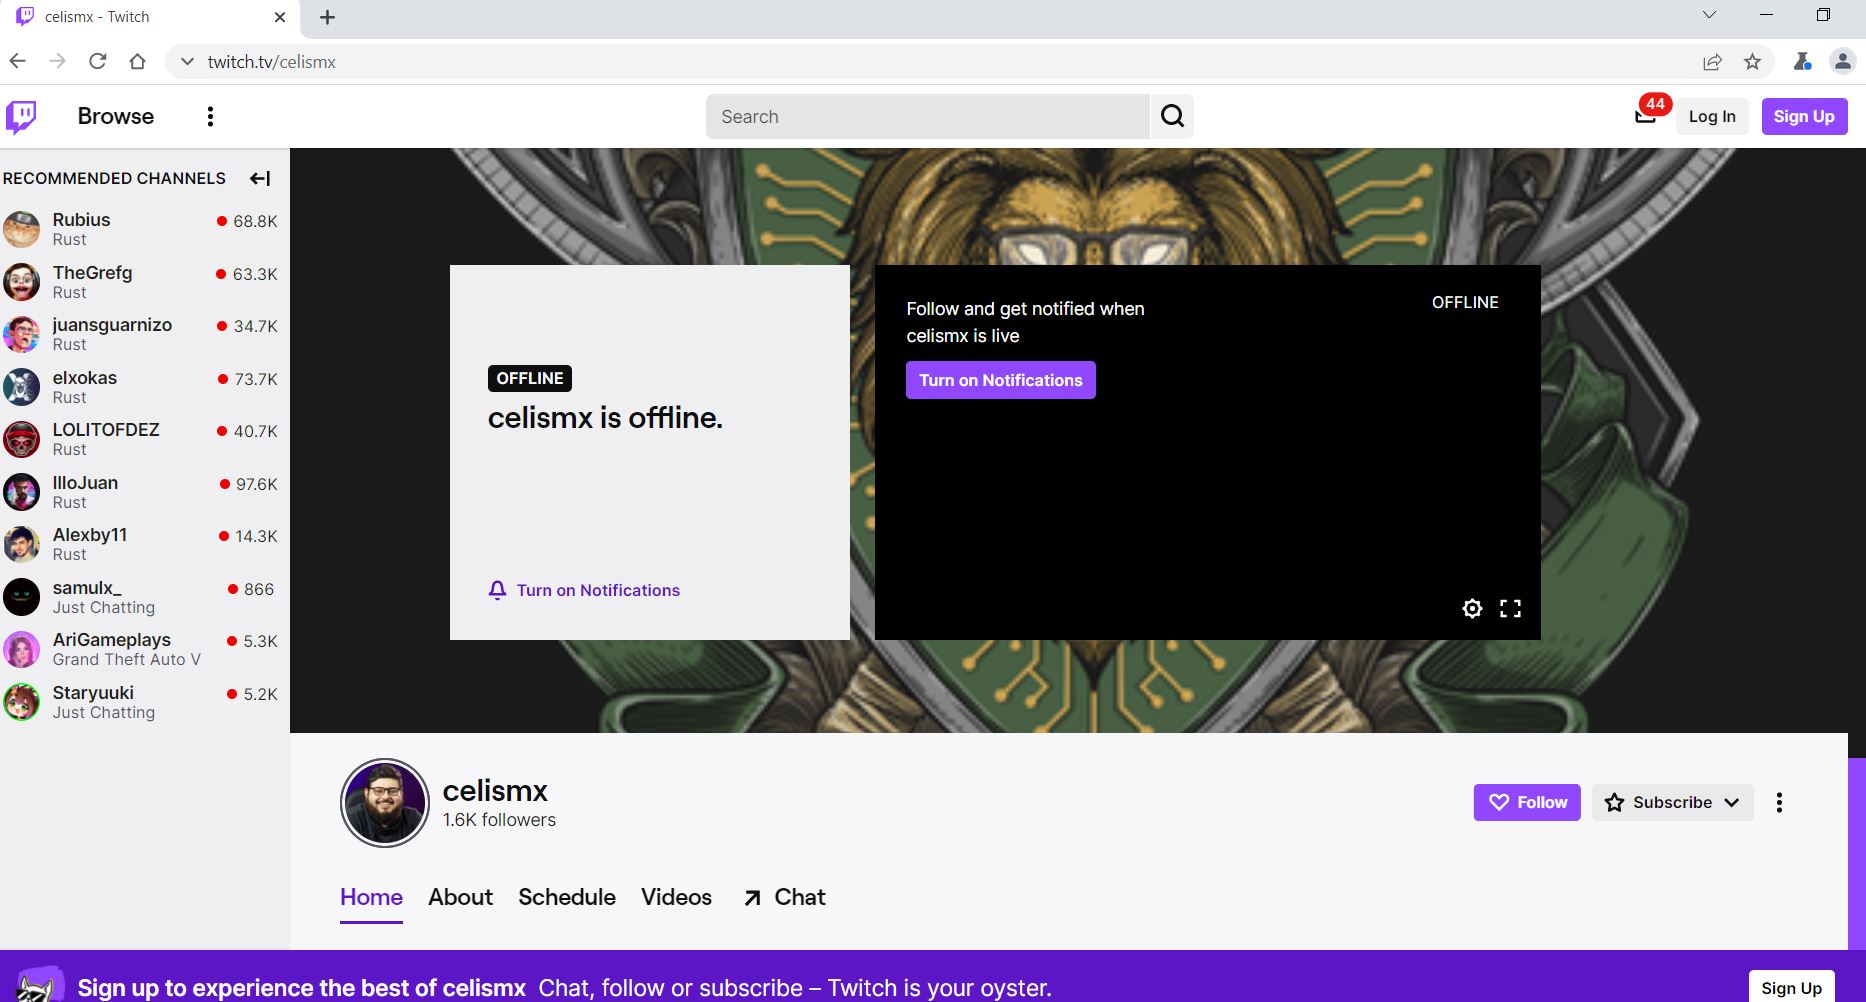 celismx - Twitch
twitch.tv/celismx
Browse
Search
44
Log In
Sign Up
RECOMMENDED CHANNELS
Rubius
68.8K
Rust
TheGrefg
63.3K
Rust
juansguarnizo
34.7K
Rust
elxokas
73.7K
Rust
LOLITOFDEZ
40.7K
Rust
IlloJuan
97.6K
Rust
Alexby11
14.3K
Rust
samulx_
866
Just Chatting
AriGameplays
5.3K
Grand Theft Auto V
Staryuuki
5.2K
Just Chatting
OFFLINE
celismx is offline.
Turn on Notifications
Follow and get notified when
celismx is live
OFFLINE
Turn on Notifications
celismx
1.6K followers
Follow
Subscribe
Home About Schedule Videos Chat
Sign up to experience the best of celismx Chat, follow or subscribe – Twitch is your oyster.
Sign Up